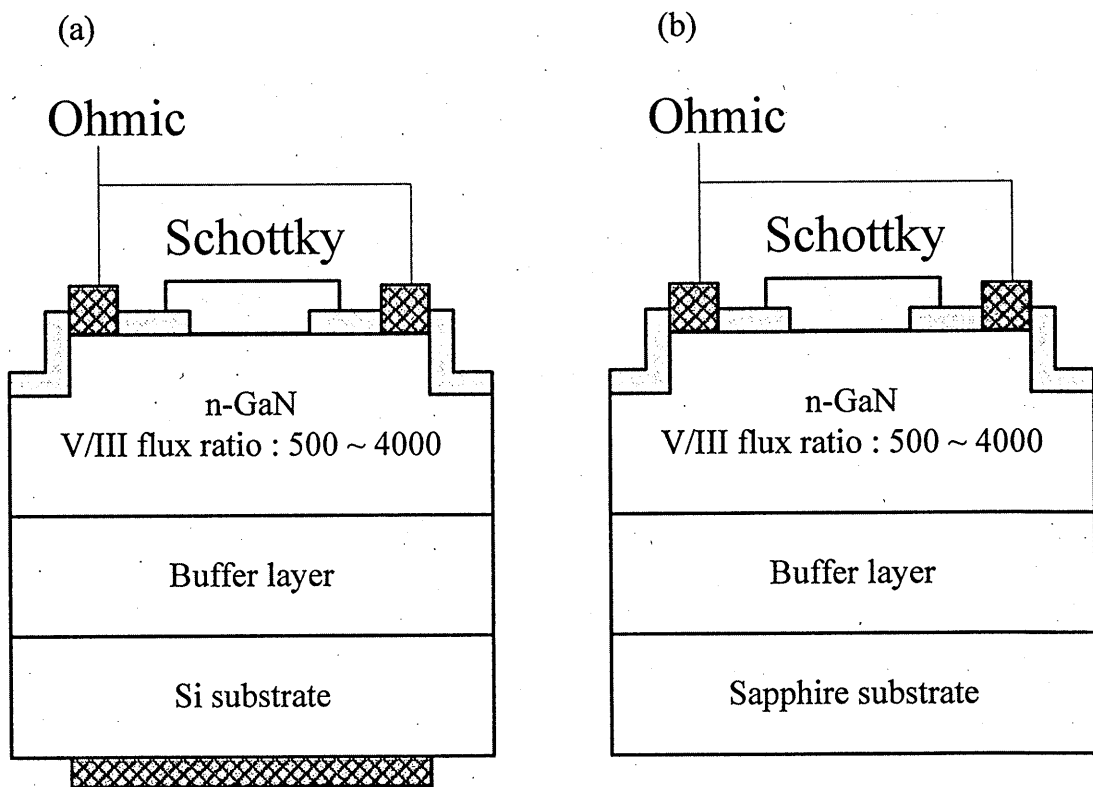 (a)
Ohmic
Schottky
n-GaN
V/III flux ratio : 500 ~ 4000
Buffer layer
Si substrate
(b)
Ohmic
Schottky
n-GaN
V/III flux ratio : 500 ~ 4000
Buffer layer
Sapphire substrate